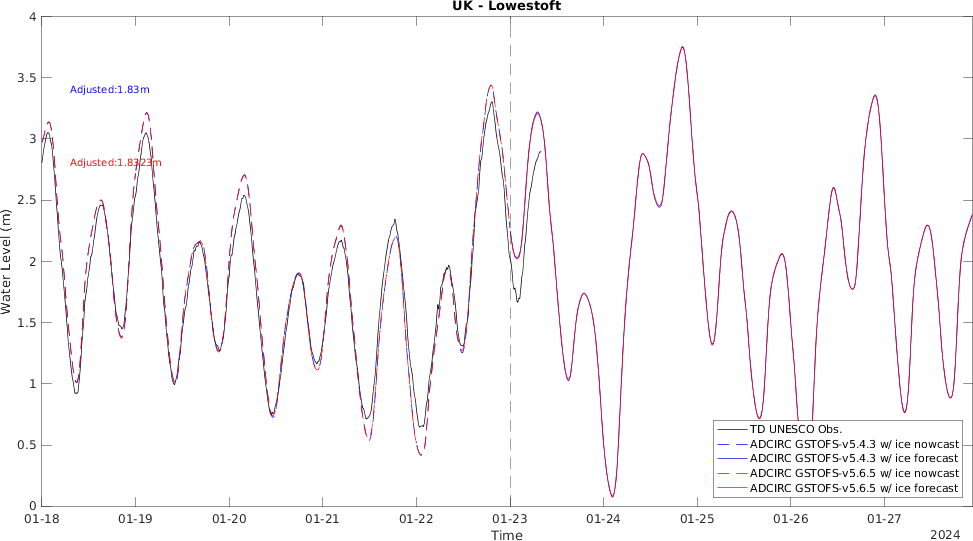 UK - Lowestoft
4
3.5
3
2.5
2
1.5
1
0.5
0
Water Level (m)
Adjusted:1.83m
Adjusted:1.8323m
TD UNESCO Obs.
ADCIRC GSTOFS-v5.4.3 w/ ice nowcast
ADCIRC GSTOFS-v5.4.3 w/ ice forecast
ADCIRC GSTOFS-v5.6.5 w/ ice nowcast
ADCIRC GSTOFS-v5.6.5 w/ ice forecast
01-18 01-19 01-20 01-21 01-22 01-23 01-24 01-25 01-26 01-27
Time
2024